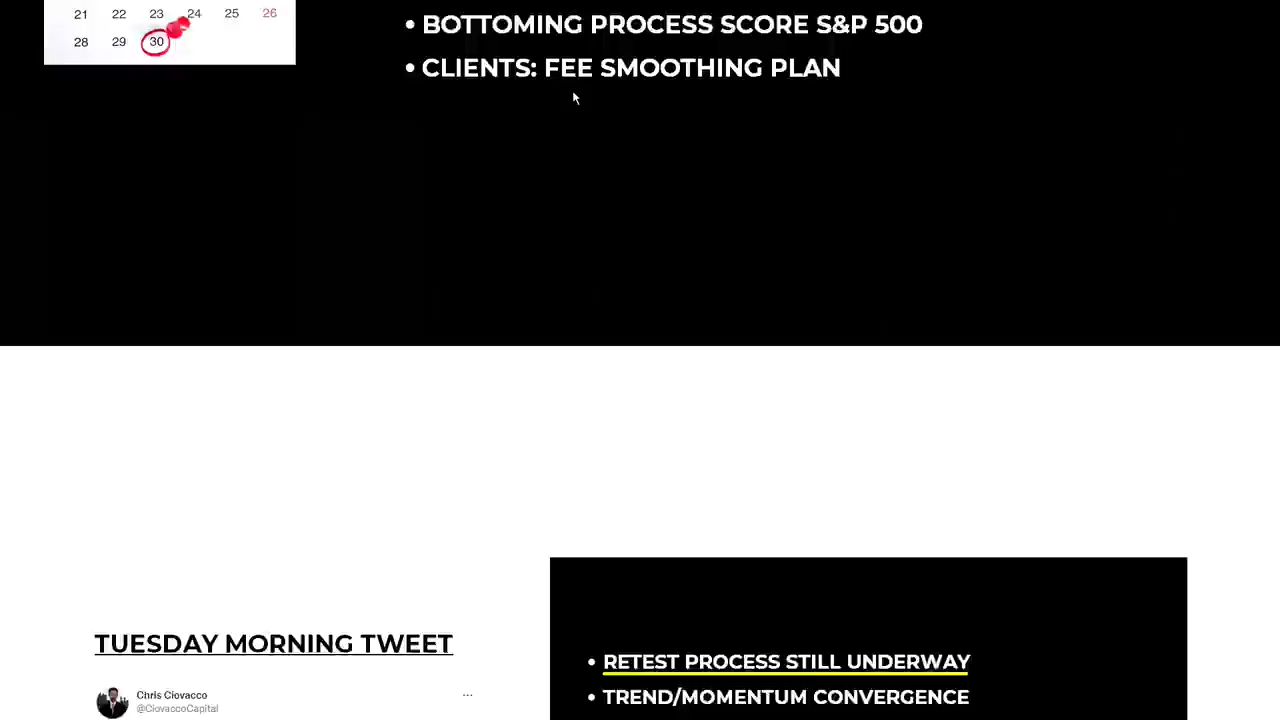 21 22 23 24 25 26
28 29 30
• BOTTOMING PROCESS SCORE S&P 500
• CLIENTS: FEE SMOOTHING PLAN
TUESDAY MORNING TWEET
Chris Ciovacco
@CiovaccoCapital
...
• RETEST PROCESS STILL UNDERWAY
• TREND/MOMENTUM CONVERGENCE